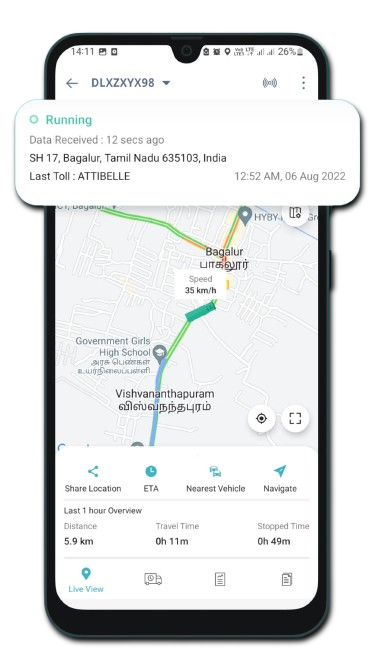 14:11 26%
DLXZXYX98
Running
Data Received : 12 secs ago
SH 17, Bagalur, Tamil Nadu 635103, India
Last Toll : ATTIBELLE 12:52 AM, 06 Aug 2022
HYBY
Bagalur
பாகலூர்
Speed
35 km/h
Government Girls
High School
அரசு பெண்கள்
உயர்நிலைப்பள்ளி
Vishvananthapuram
விஸ்வநந்தபுரம்
Share Location ETA Nearest Vehicle Navigate
Last 1 hour Overview
Distance Travel Time Stopped Time
5.9 km 0h 11m 0h 49m
Live View